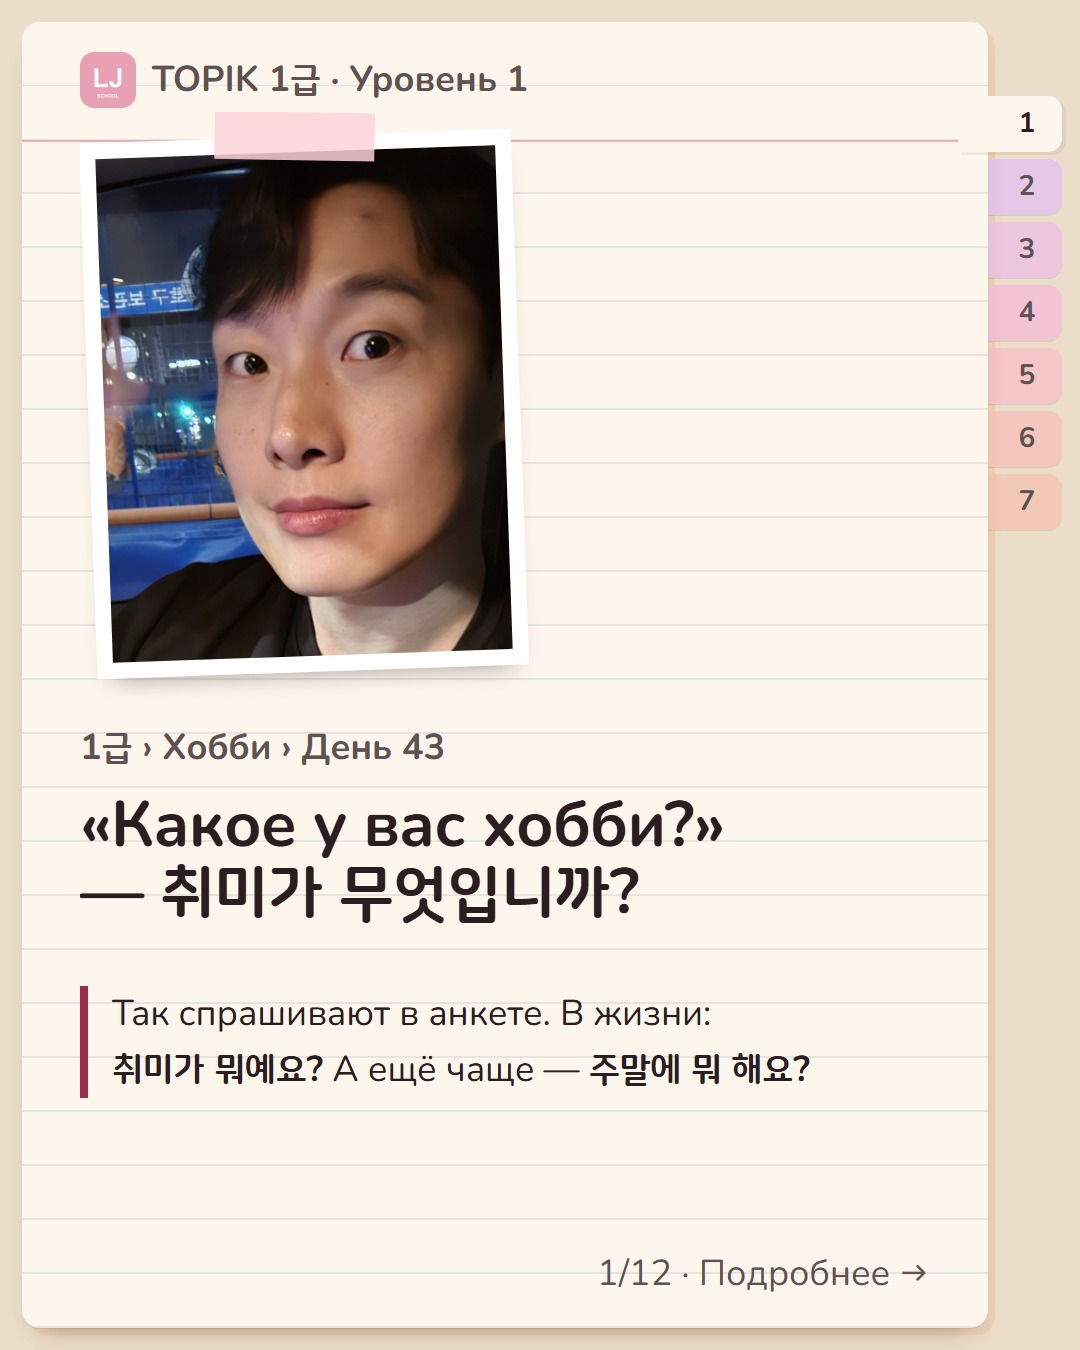 LJ
SCHOOL
TOPIK 1급 · Уровень 1
1
2
3
4
5
6
7
1급 › Хобби › День 43
«Какое у вас хобби?»
— 취미가 무엇입니까?
Так спрашивают в анкете. В жизни:
취미가 뭐예요? А ещё чаще — 주말에 뭐 해요?
1/12 · Подробнее →